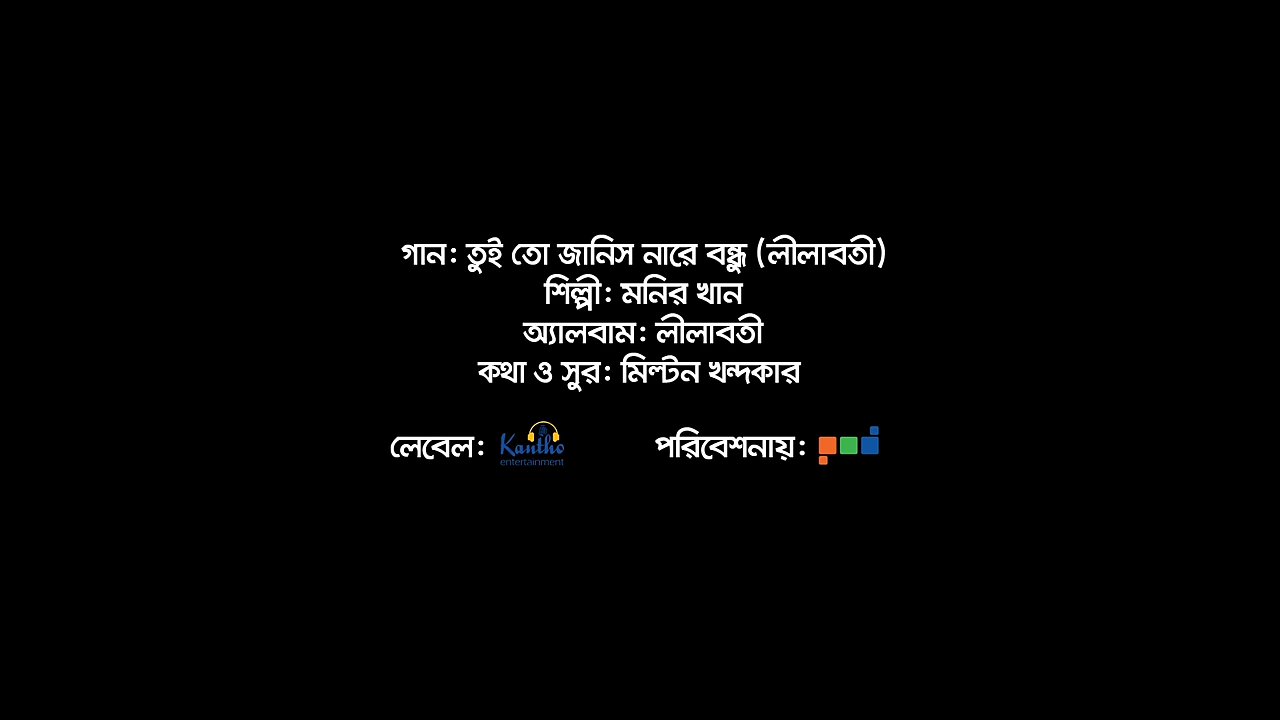 গান: তুই তো জানিস নারে বন্ধু (লীলাবতী)
শিল্পী: মনির খান
অ্যালবাম: লীলাবতী
কথা ও সুর: মিল্টন খন্দকার
লেবেল: Kantho entertainment পরিবেশনায়: